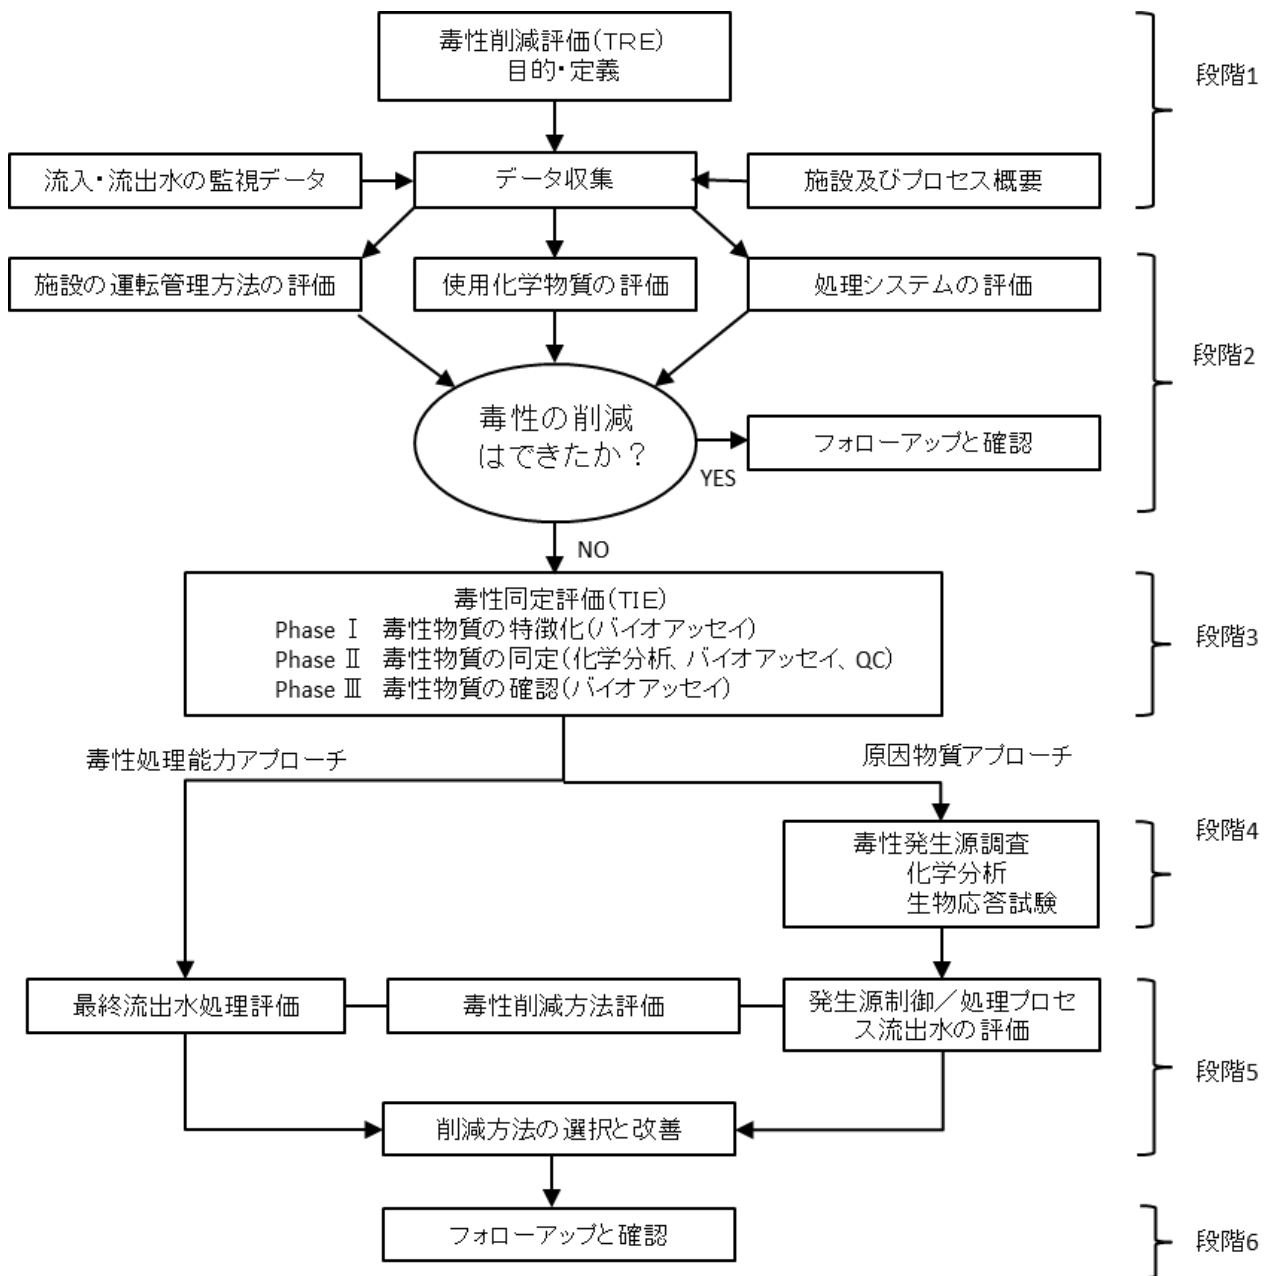 毒性削減評価(TRE)
目的・定義
段階1
流入・流出水の監視データ
データ収集
施設及びプロセス概要
施設の運転管理方法の評価
使用化学物質の評価
処理システムの評価
段階2
毒性の削減
はできたか？
YES
フォローアップと確認
NO
毒性同定評価(TIE)
Phase Ⅰ 毒性物質の特徴化(バイオアッセイ)
Phase Ⅱ 毒性物質の同定(化学分析、バイオアッセイ、QC)
Phase Ⅲ 毒性物質の確認(バイオアッセイ)
段階3
毒性処理能力アプローチ
原因物質アプローチ
毒性発生源調査
化学分析
生物応答試験
段階4
最終流出水処理評価
毒性削減方法評価
発生源制御／処理プロセ
ス流出水の評価
段階5
削減方法の選択と改善
フォローアップと確認
段階6